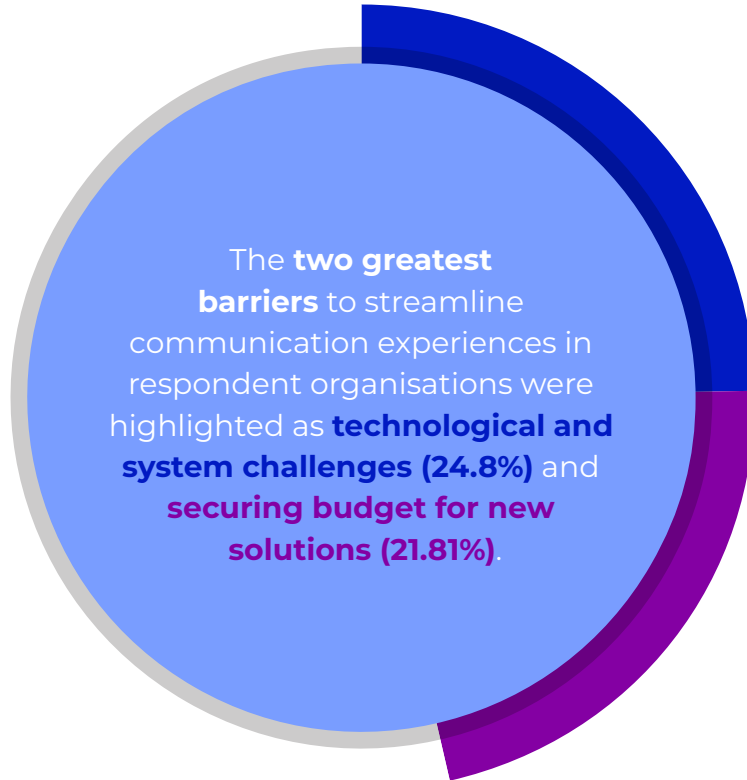 The two greatest
barriers to streamline
communication experiences in
respondent organisations were
highlighted as technological and
system challenges (24.8%) and
securing budget for new
solutions (21.81%).